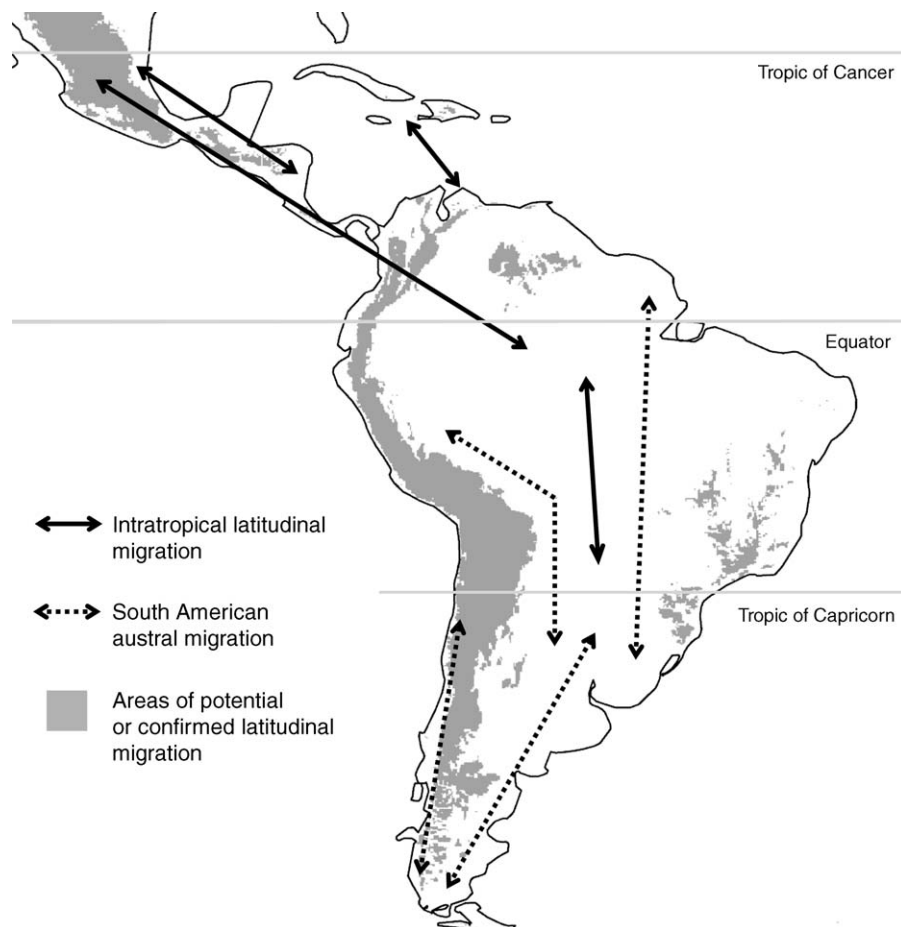 Tropic of Cancer
Equator
Intratropical latitudinal
migration
South American
austral migration
Tropic of Capricorn
Areas of potential
or confirmed latitudinal
migration